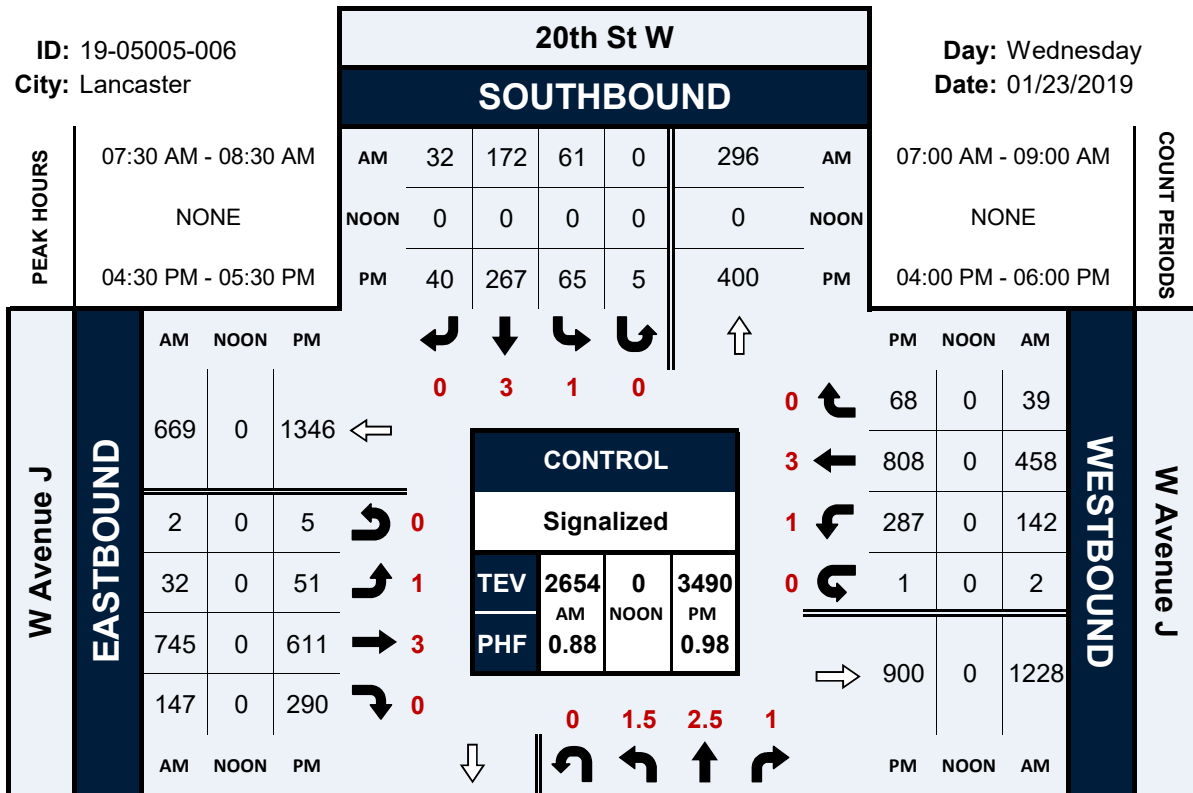 20th St W
ID: 19-05005-006
Day: Wednesday
City: Lancaster
Date: 01/23/2019
SOUTHBOUND
PEAK HOURS
07:30 AM - 08:30 AM
AM 32 172 61 0 296 AM
07:00 AM - 09:00 AM
COUNT PERIODS
NONE
NOON 0 0 0 0 0 NOON
NONE
04:30 PM - 05:30 PM
PM 40 267 65 5 400 PM
04:00 PM - 06:00 PM
AM NOON PM
PM NOON AM
0 3 1 0
W Avenue J
EASTBOUND
669 0 1346
2 0 5 0
32 0 51 1
745 0 611 3
147 0 290 0
AM NOON PM
CONTROL
Signalized
TEV 2654 0 3490
AM NOON PM
PHF 0.88 0.98
0 68 0 39
3 808 0 458
1 287 0 142
0 1 0 2
900 0 1228
WESTBOUND
W Avenue J
0 1.5 2.5 1
PM NOON AM